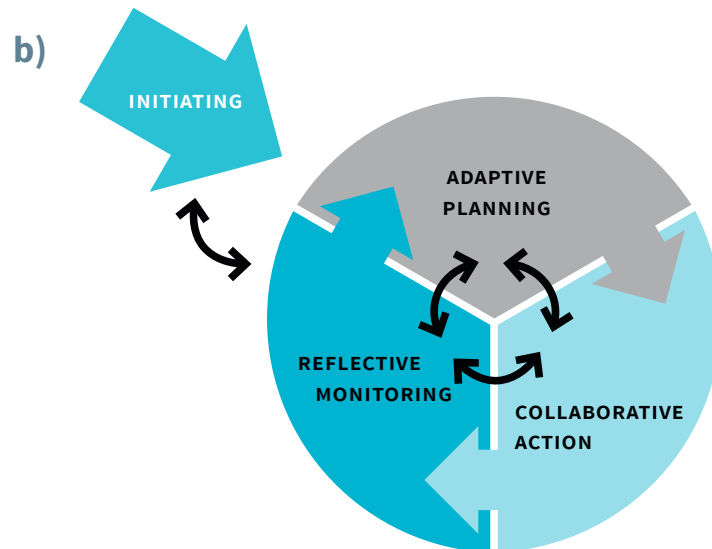 b)
INITIATING
ADAPTIVE
PLANNING
REFLECTIVE
MONITORING
COLLABORATIVE
ACTION